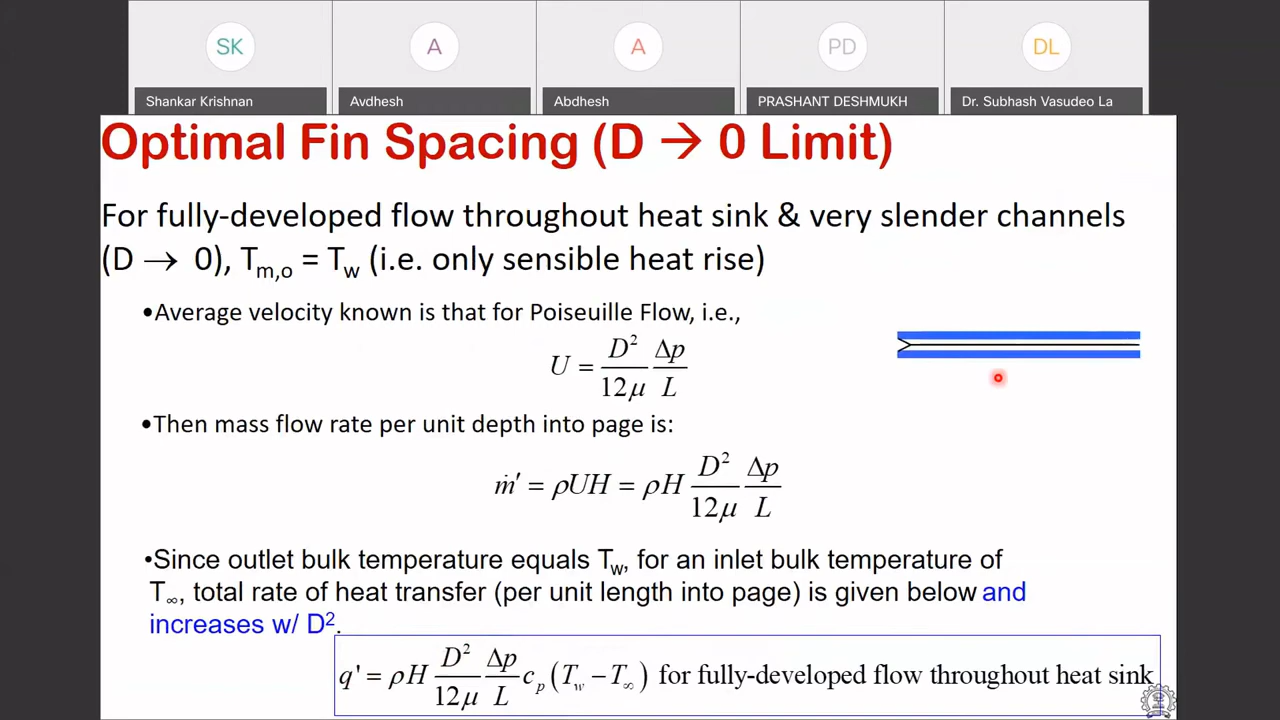 SK
A
A
PD
DL
Shankar Krishnan
Avdhesh
Abdhesh
PRASHANT DESHMUKH
Dr. Subhash Vasudeo La
Optimal Fin Spacing (D → 0 Limit)
For fully-developed flow throughout heat sink & very slender channels
(D → 0), T_m,o = T_w (i.e. only sensible heat rise)
•Average velocity known is that for Poiseuille Flow, i.e.,
U = D²/12μ Δp/L
•Then mass flow rate per unit depth into page is:
ṁ' = ρUH = ρH D²/12μ Δp/L
•Since outlet bulk temperature equals T_w, for an inlet bulk temperature of
T_∞, total rate of heat transfer (per unit length into page) is given below and
increases w/ D².
q' = ρH D²/12μ Δp/L c_p (T_w − T_∞) for fully-developed flow throughout heat sink